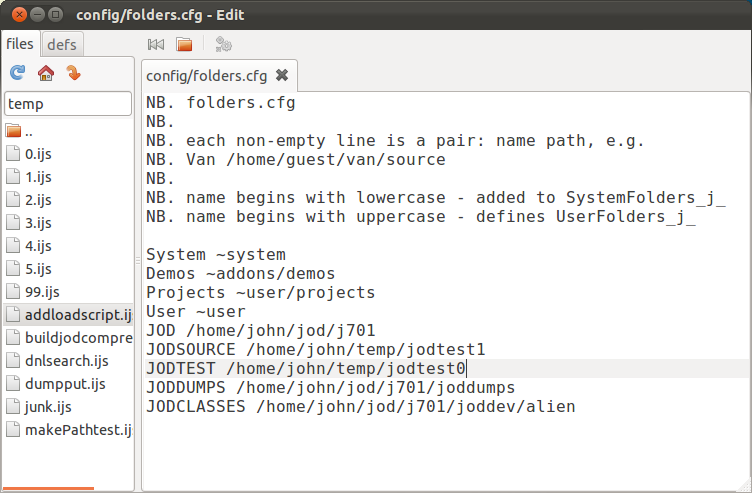 config/folders.cfg - Edit
files
defs
temp
..
0.ijs
1.ijs
2.ijs
3.ijs
4.ijs
5.ijs
99.ijs
addloadscript.ij
buildjodcompre
dnlsearch.ijs
dumpput.ijs
junk.ijs
makePathtest.ij
config/folders.cfg
NB. folders.cfg
NB.
NB. each non-empty line is a pair: name path, e.g.
NB. Van /home/guest/van/source
NB.
NB. name begins with lowercase - added to SystemFolders_j_
NB. name begins with uppercase - defines UserFolders_j_
System ~system
Demos ~addons/demos
Projects ~user/projects
User ~user
JOD /home/john/jod/j701
JODSOURCE /home/john/temp/jodtest1
JODTEST /home/john/temp/jodtest0
JODDUMPS /home/john/jod/j701/joddumps
JODCLASSES /home/john/jod/j701/joddev/alien